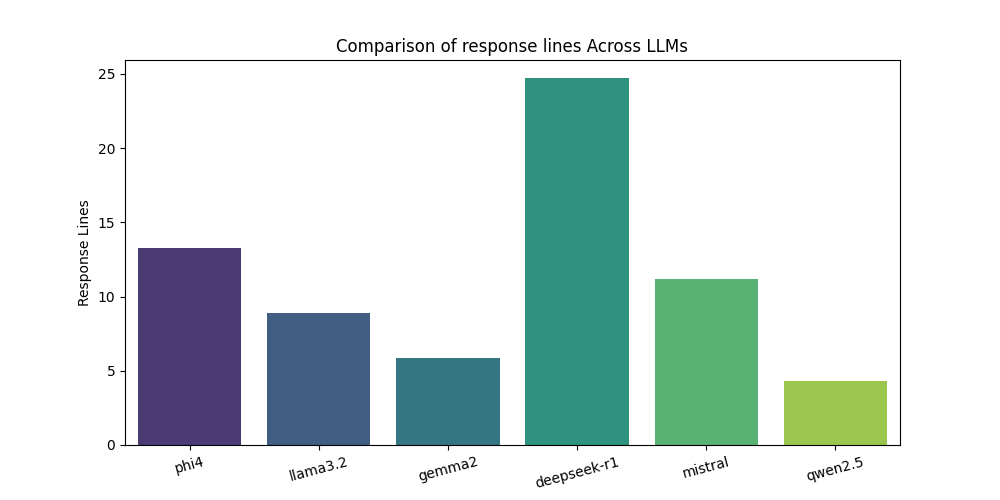 Comparison of response lines Across LLMs
Response Lines
25
20
15
10
5
0
phi4
llama3.2
gemma2
deepseek-r1
mistral
qwen2.5